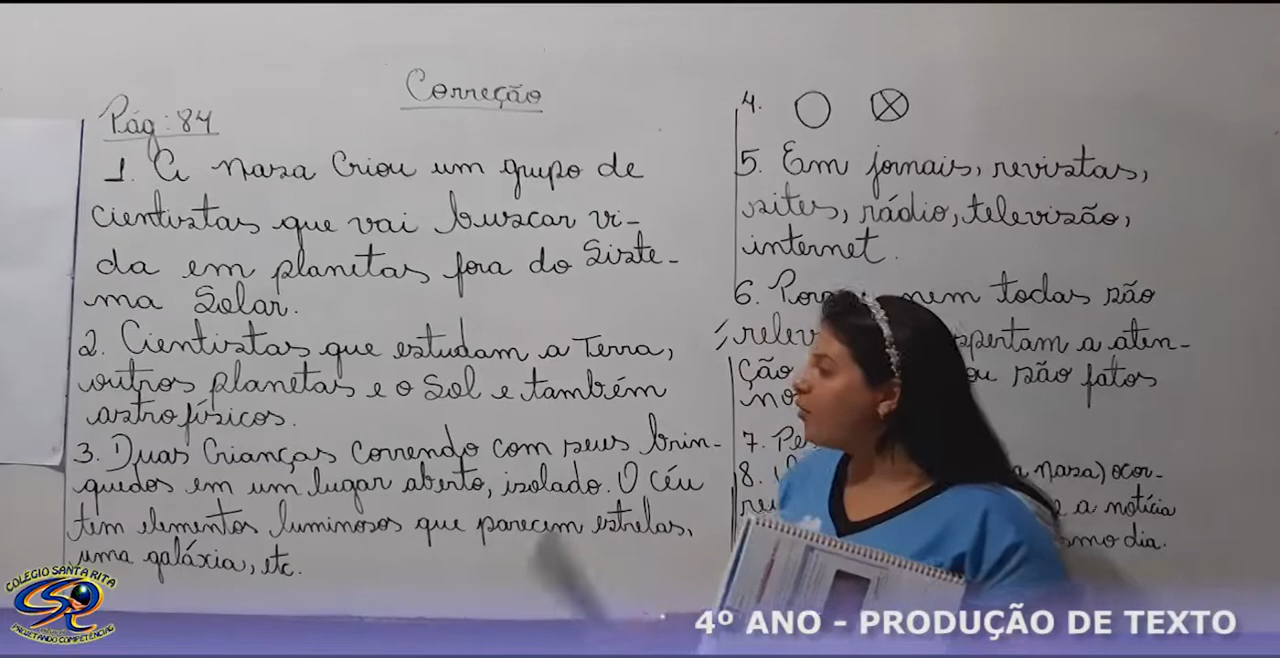 Correção
Pág: 84
1. A Nasa Criou um grupo de
cientistas que vai buscar vi-
da em planetas fora do Siste-
ma Solar.
2. Cientistas que estudam a Terra,
outros planetas e o Sol e também
astrofísicos.
3. Duas Crianças correndo com seus brin-
quedos em um lugar aberto, isolado. O céu
tem elementos luminosos que parecem estrelas,
uma galáxia, etc.
4.
5. Em jornais, revistas,
sites, rádio, televisão,
internet.
6. nem todas são
a aten-
ção ou são fatos
7.
8. Nasa) ocor-
a notícia
dia.
COLÉGIO SANTA RITA
PROJETANDO COMPETÊNCIAS
4º ANO - PRODUÇÃO DE TEXTO